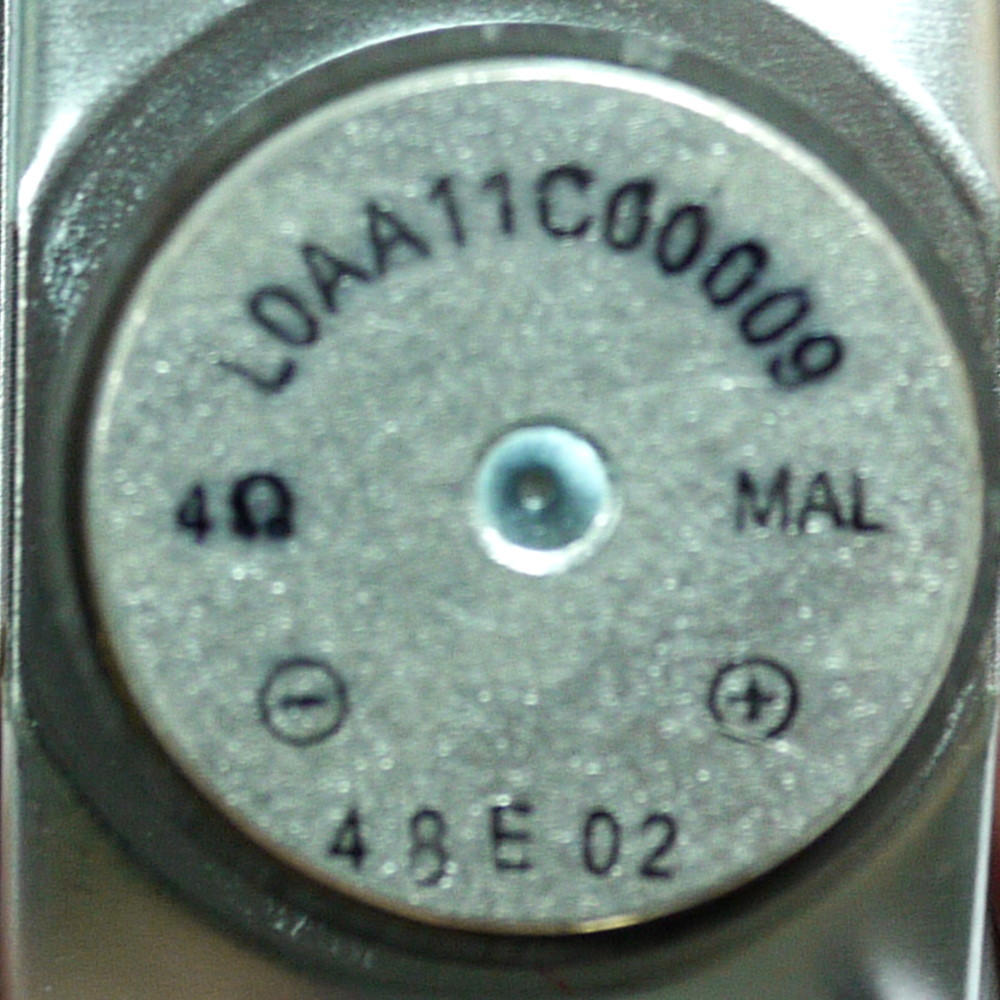 L0AA11C00009
4Ω MAL
⊖ ⊕
48E02